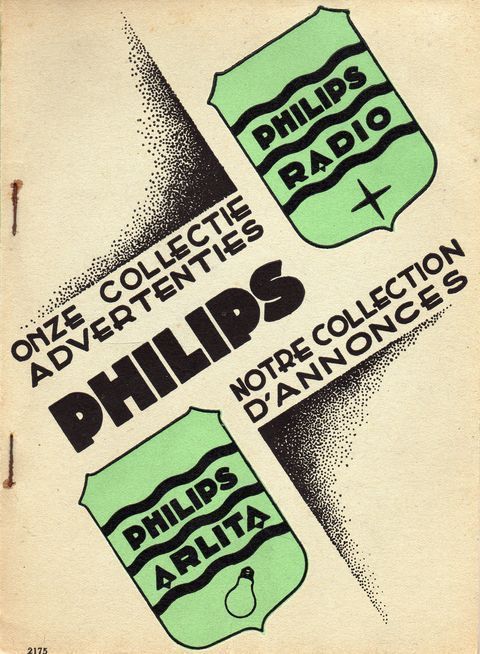 PHILIPS
RADIO
ONZE COLLECTIE
ADVERTENTIES
PHILIPS
NOTRE COLLECTION
D'ANNONCES
PHILIPS
ARLITA
2175